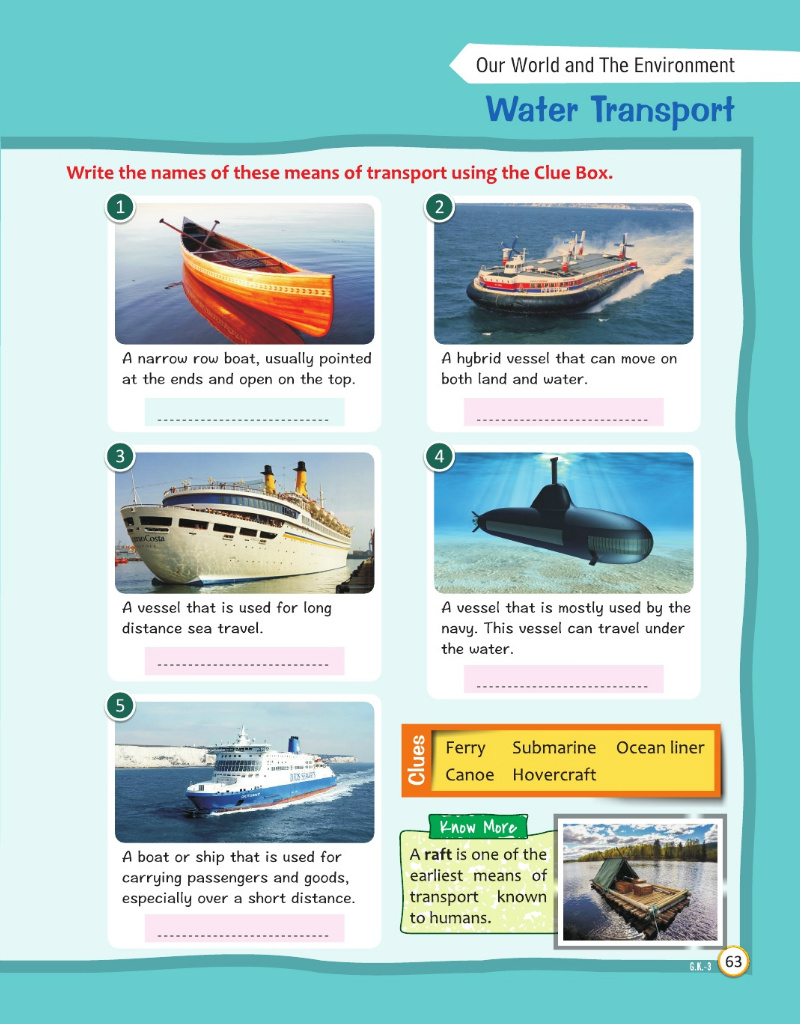 Our World and The Environment
Water Transport
Write the names of these means of transport using the Clue Box.
1
A narrow row boat, usually pointed
at the ends and open on the top.
2
A hybrid vessel that can move on
both land and water.
3
A vessel that is used for long
distance sea travel.
4
A vessel that is mostly used by the
navy. This vessel can travel under
the water.
5
A boat or ship that is used for
carrying passengers and goods,
especially over a short distance.
Clues
Ferry Submarine Ocean liner
Canoe Hovercraft
Know More
A raft is one of the
earliest means of
transport known
to humans.
G.K.-3
63